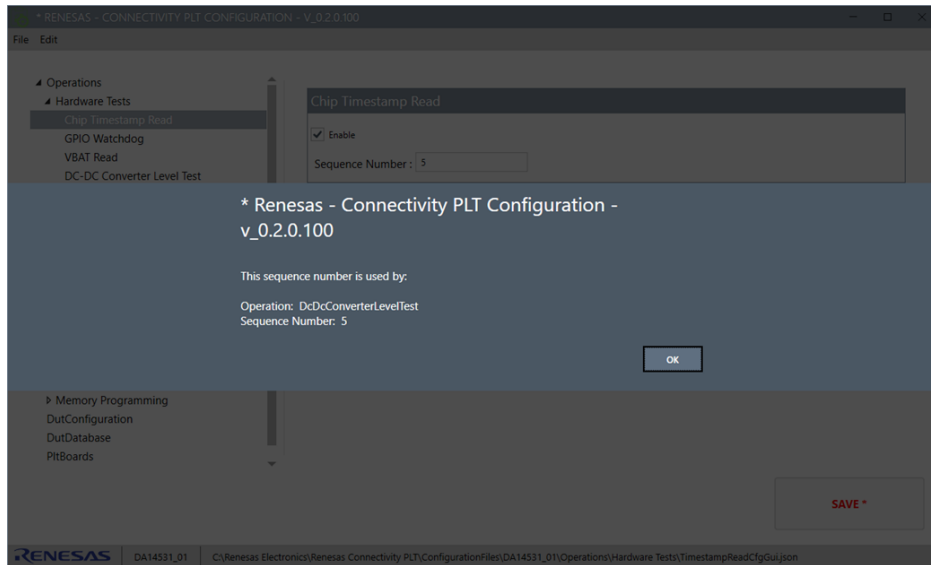 * RENESAS - CONNECTIVITY PLT CONFIGURATION - V_0.2.0.100
File Edit
Operations
Hardware Tests
Chip Timestamp Read
GPIO Watchdog
VBAT Read
DC-DC Converter Level Test
Chip Timestamp Read
Enable
Sequence Number : 5
* Renesas - Connectivity PLT Configuration -
v_0.2.0.100
This sequence number is used by:
Operation: DcDcConverterLevelTest
Sequence Number: 5
OK
Memory Programming
DutConfiguration
DutDatabase
PltBoards
SAVE *
RENESAS DA14531_01 C:\Renesas Electronics\Renesas Connectivity PLT\ConfigurationFiles\DA14531_01\Operations\Hardware Tests\TimestampReadCfgGui.json